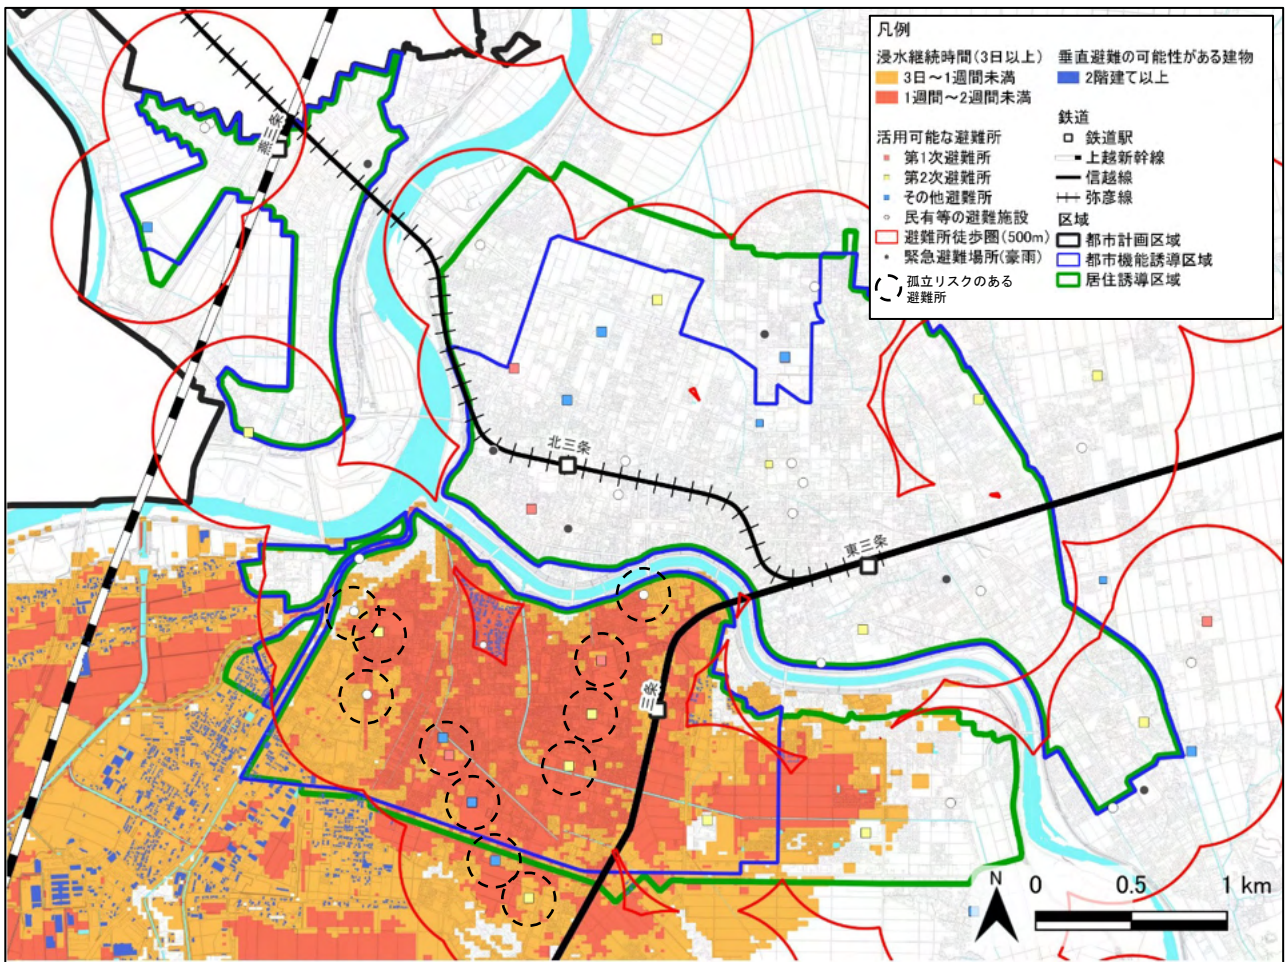 凡例
浸水継続時間(3日以上)
3日～1週間未満
1週間～2週間未満
活用可能な避難所
第1次避難所
第2次避難所
その他避難所
民有等の避難施設
避難所徒歩圏(500m)
緊急避難場所(豪雨)
孤立リスクのある
避難所
垂直避難の可能性がある建物
2階建て以上
鉄道
鉄道駅
上越新幹線
信越線
弥彦線
区域
都市計画区域
都市機能誘導区域
居住誘導区域
燕三条
北三条
東三条
三条
N
0 0.5 1 km